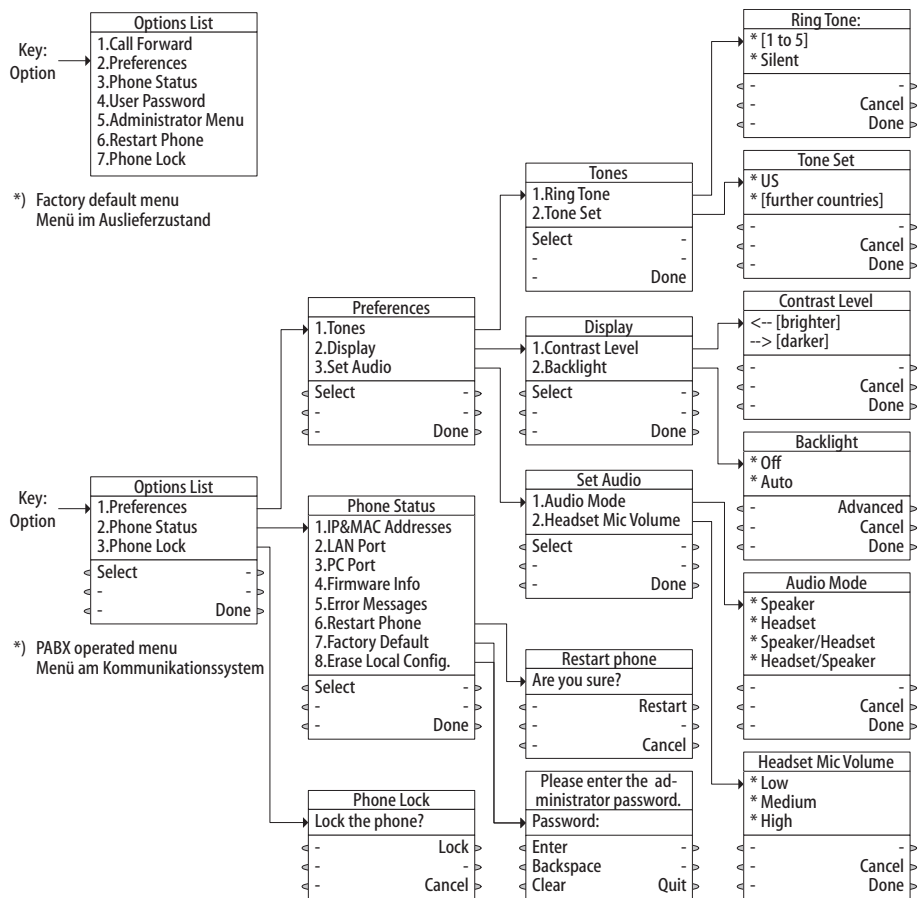 Options List
Key:
Option
1.Call Forward
2.Preferences
3.Phone Status
4.User Password
5.Administrator Menu
6.Restart Phone
7.Phone Lock
*) Factory default menu
Menü im Auslieferzustand
Key:
Option
Options List
1.Preferences
2.Phone Status
3.Phone Lock
Select -
- -
- Done
*) PABX operated menu
Menü am Kommunikationssystem
Preferences
1.Tones
2.Display
3.Set Audio
Select -
- -
- Done
Phone Status
1.IP&MAC Addresses
2.LAN Port
3.PC Port
4.Firmware Info
5.Error Messages
6.Restart Phone
7.Factory Default
8.Erase Local Config.
Select -
- -
- Done
Phone Lock
Lock the phone?
- Lock
- -
- Cancel
Tones
1.Ring Tone
2.Tone Set
Select -
- -
- Done
Display
1.Contrast Level
2.Backlight
Select -
- -
- Done
Set Audio
1.Audio Mode
2.Headset Mic Volume
Select -
- -
- Done
Restart phone
Are you sure?
- Restart
- -
- Cancel
Please enter the ad-
ministrator password.
Password:
Enter -
Backspace -
Clear Quit
Ring Tone:
* [1 to 5]
* Silent
- -
- Cancel
- Done
Tone Set
* US
* [further countries]
- -
- Cancel
- Done
Contrast Level
<-- [brighter]
--> [darker]
- -
- Cancel
- Done
Backlight
* Off
* Auto
- Advanced
- Cancel
- Done
Audio Mode
* Speaker
* Headset
* Speaker/Headset
* Headset/Speaker
- -
- Cancel
- Done
Headset Mic Volume
* Low
* Medium
* High
- -
- Cancel
- Done